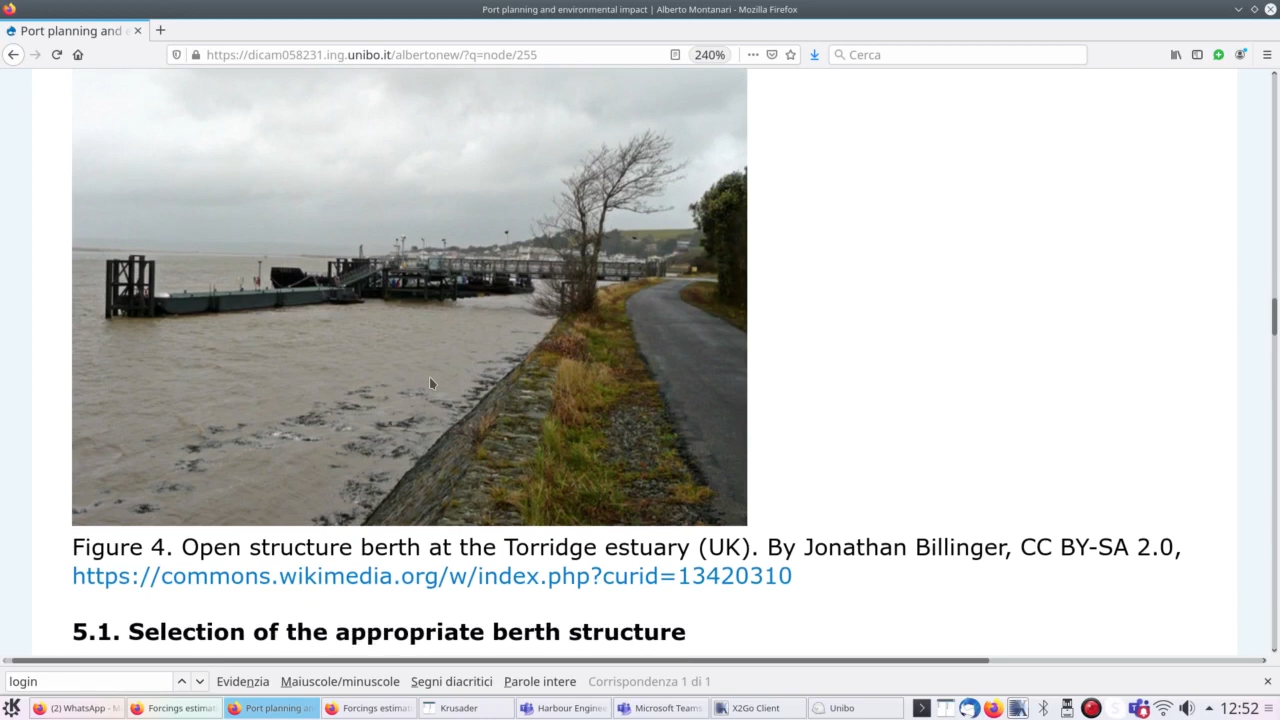 Port planning and environmental impact | Alberto Montanari - Mozilla Firefox
Port planning and e
https://dicam058231.ing.unibo.it/albertonew/?q=node/255
240%
Cerca
Figure 4. Open structure berth at the Torridge estuary (UK). By Jonathan Billinger, CC BY-SA 2.0,
https://commons.wikimedia.org/w/index.php?curid=13420310
5.1. Selection of the appropriate berth structure
login
Evidenzia
Maiuscole/minuscole
Segni diacritici
Parole intere
Corrispondenza 1 di 1
(2) WhatsApp - M
Forcings estimat
Port planning an
Forcings estimat
Krusader
Harbour Enginee
Microsoft Teams
X2Go Client
Unibo
12:52